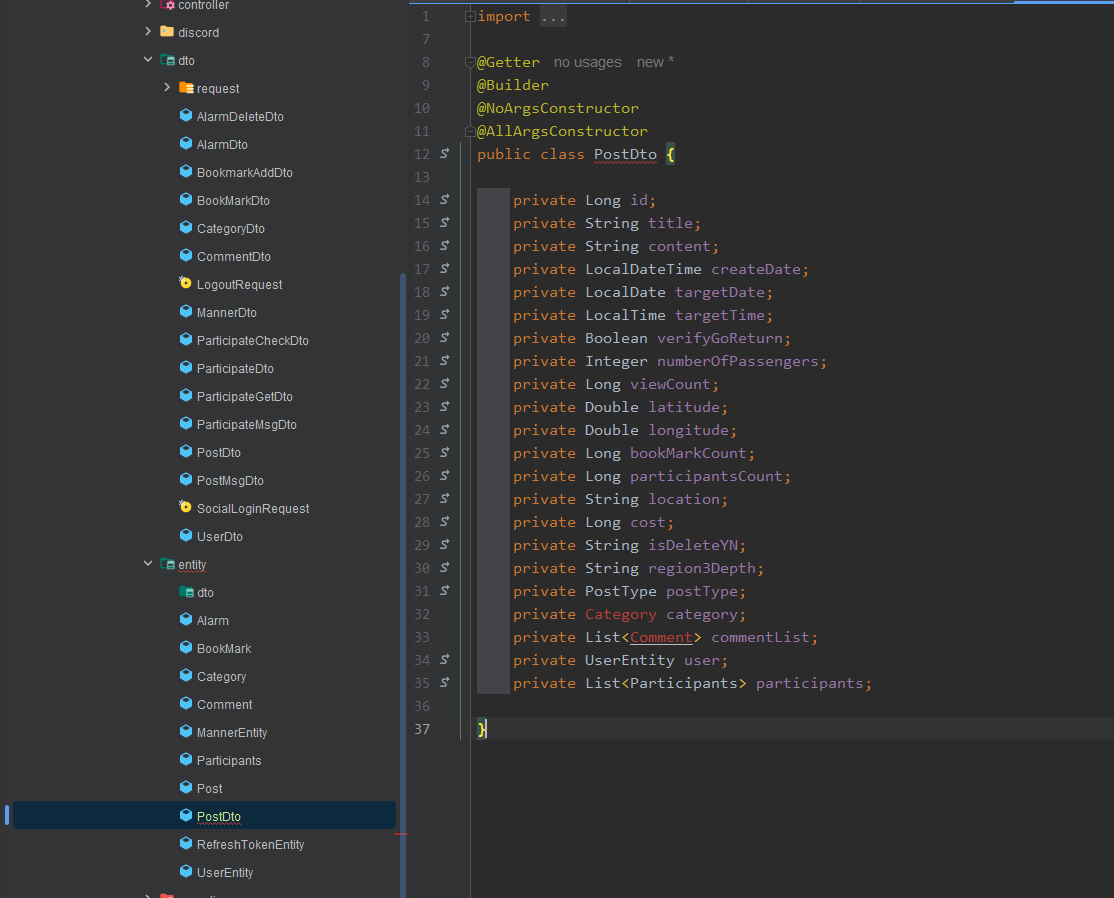 controller
discord
dto
request
AlarmDeleteDto
AlarmDto
BookmarkAddDto
BookMarkDto
CategoryDto
CommentDto
LogoutRequest
MannerDto
ParticipateCheckDto
ParticipateDto
ParticipateGetDto
ParticipateMsgDto
PostDto
PostMsgDto
SocialLoginRequest
UserDto
entity
dto
Alarm
BookMark
Category
Comment
MannerEntity
Participants
Post
PostDto
RefreshTokenEntity
UserEntity
1 import ...
7
8 @Getter no usages new *
9 @Builder
10 @NoArgsConstructor
11 @AllArgsConstructor
12 public class PostDto {
13
14 private Long id;
15 private String title;
16 private String content;
17 private LocalDateTime createDate;
18 private LocalDate targetDate;
19 private LocalTime targetTime;
20 private Boolean verifyGoReturn;
21 private Integer numberOfPassengers;
22 private Long viewCount;
23 private Double latitude;
24 private Double longitude;
25 private Long bookMarkCount;
26 private Long participantsCount;
27 private String location;
28 private Long cost;
29 private String isDeleteYN;
30 private String region3Depth;
31 private PostType postType;
32 private Category category;
33 private List<Comment> commentList;
34 private UserEntity user;
35 private List<Participants> participants;
36
37 }